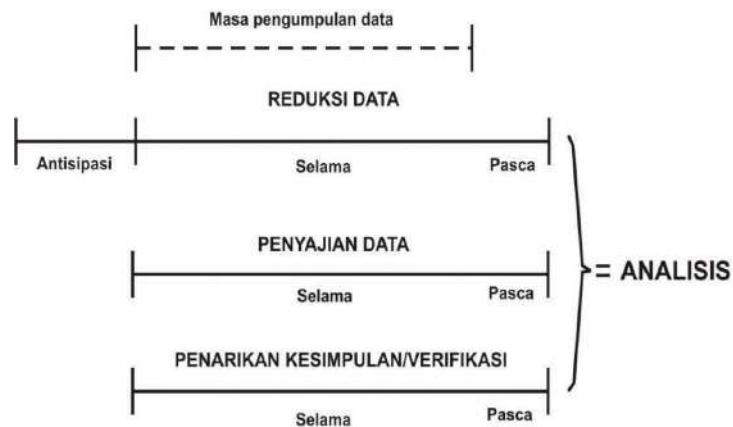 Masa pengumpulan data
REDUKSI DATA
Antisipasi Selama Pasca
PENYAJIAN DATA
Selama Pasca
= ANALISIS
PENARIKAN KESIMPULAN/VERIFIKASI
Selama Pasca